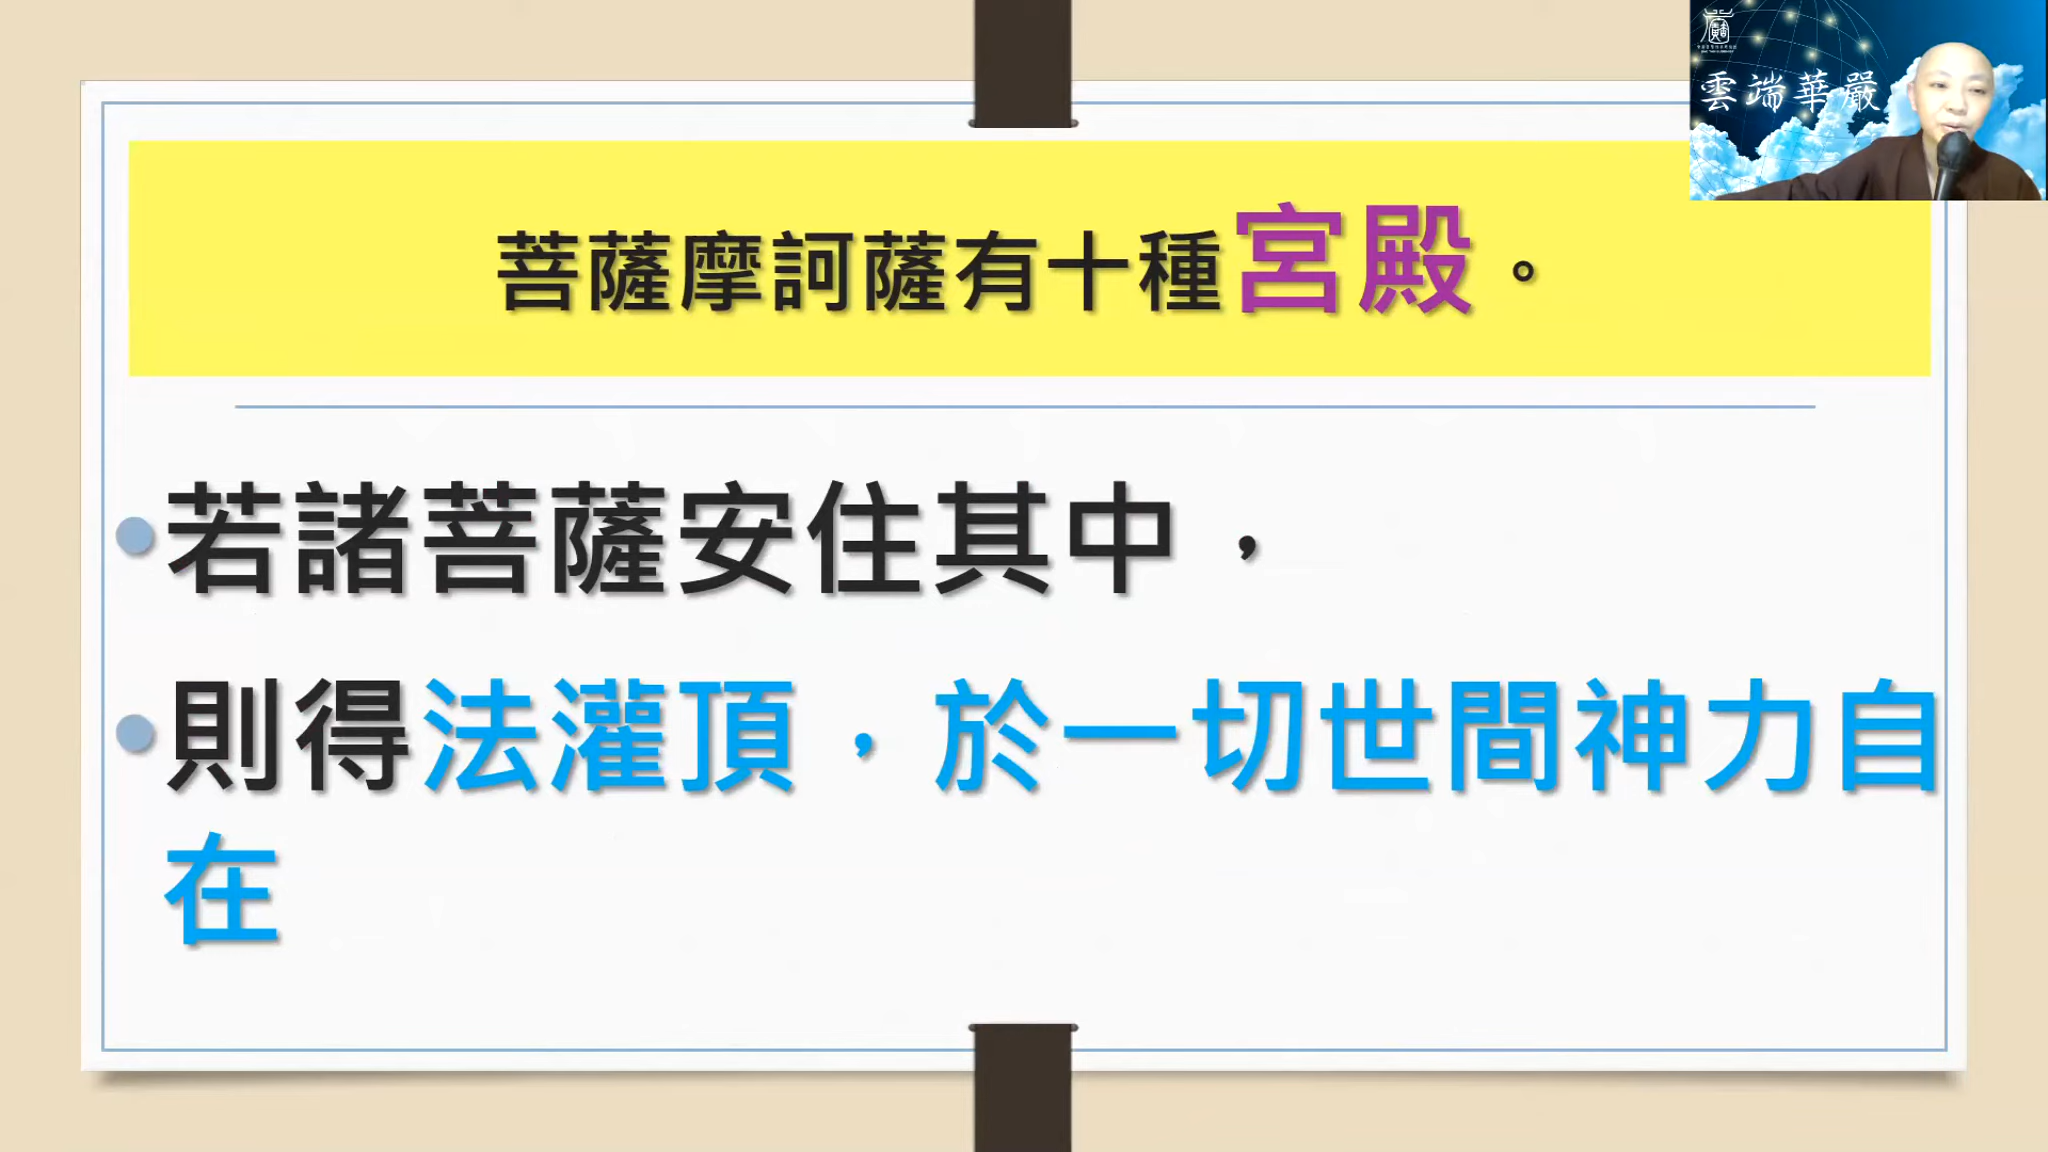 雲端華嚴
菩薩摩訶薩有十種宮殿。
若諸菩薩安住其中，
則得法灌頂，於一切世間神力自
在